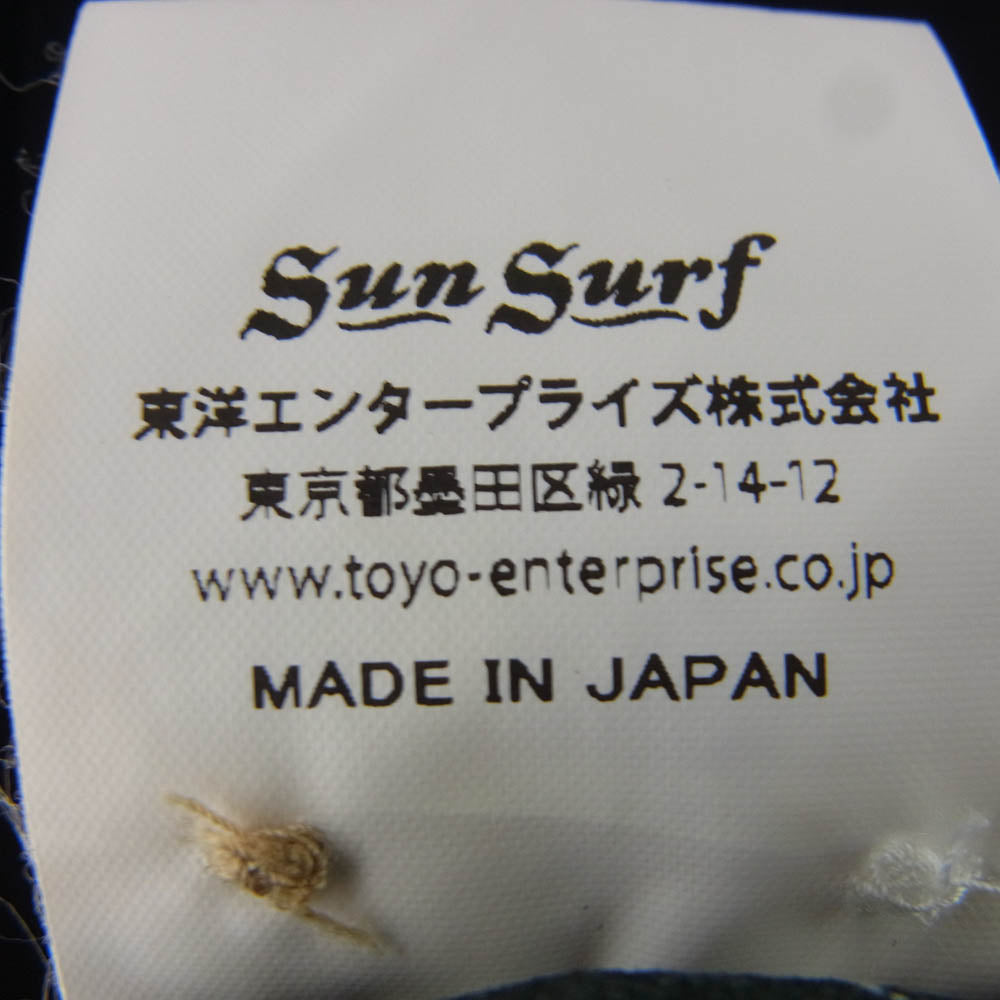 Sun Surf
東洋エンタープライズ株式会社
東京都墨田区緑 2-14-12
www.toyo-enterprise.co.jp
MADE IN JAPAN